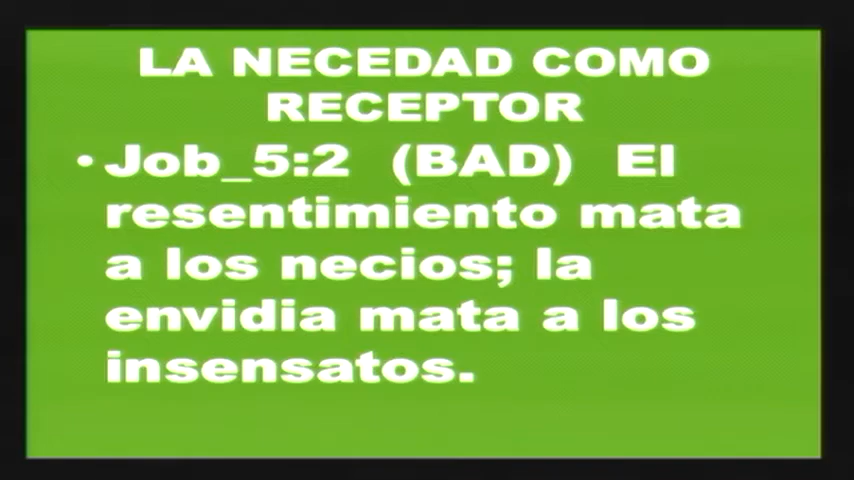 LA NECEDAD COMO
RECEPTOR
• Job_5:2 (BAD) El
resentimiento mata
a los necios; la
envidia mata a los
insensatos.